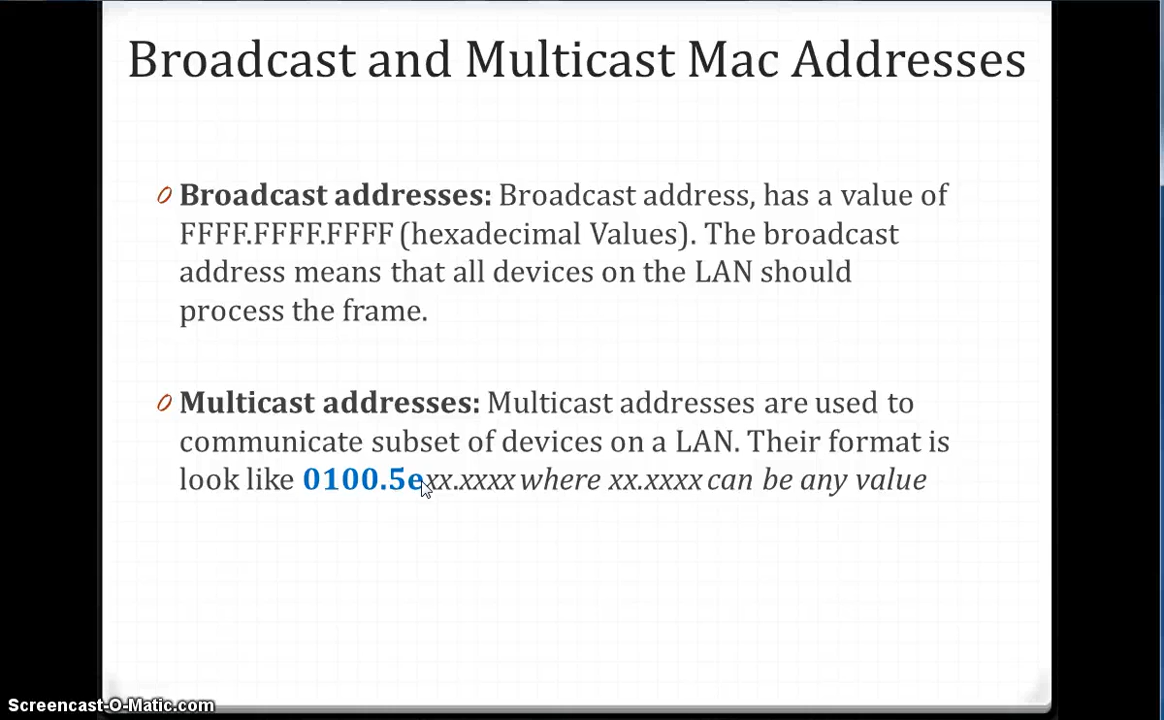 Broadcast and Multicast Mac Addresses
Broadcast addresses: Broadcast address, has a value of
FFFF.FFFF.FFFF (hexadecimal Values). The broadcast
address means that all devices on the LAN should
process the frame.
Multicast addresses: Multicast addresses are used to
communicate subset of devices on a LAN. Their format is
look like 0100.5exx.xxxx where xx.xxxx can be any value
Screencast-O-Matic.com